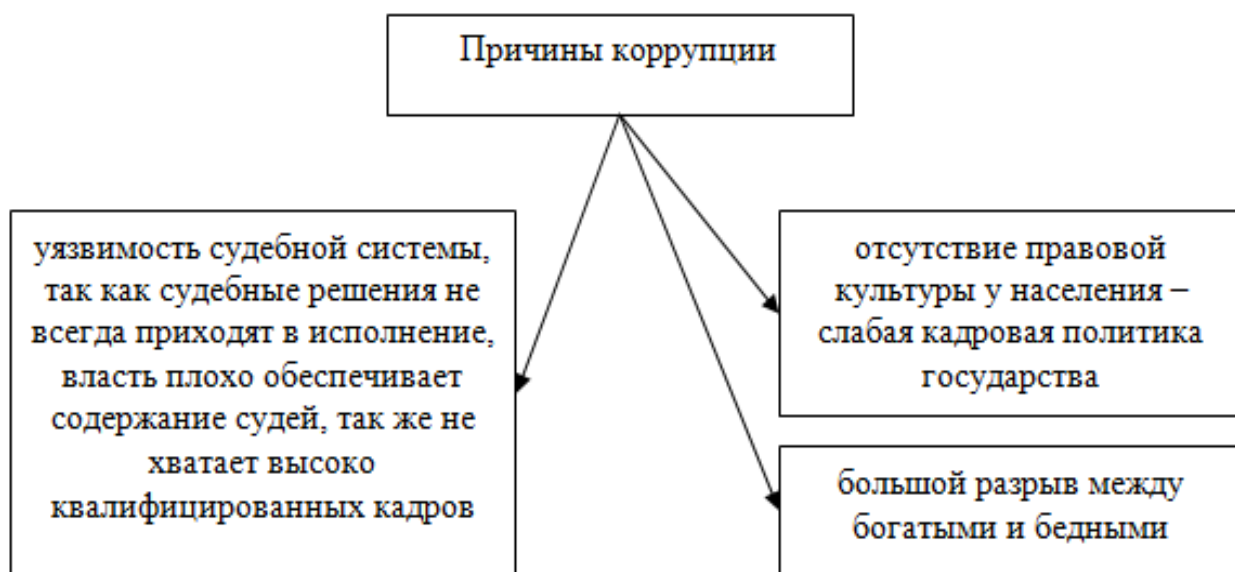 Причины коррупции
уязвимость судебной системы,
так как судебные решения не
всегда приходят в исполнение,
власть плохо обеспечивает
содержание судей, так же не
хватает высоко
квалифицированных кадров
отсутствие правовой
культуры у населения –
слабая кадровая политика
государства
большой разрыв между
богатыми и бедными